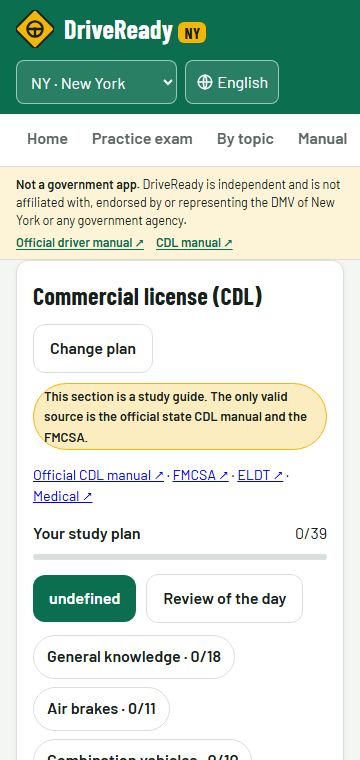 DriveReady NY
NY · New York
English
Home Practice exam By topic Manual
Not a government app. DriveReady is independent and is not
affiliated with, endorsed by or representing the DMV of New
York or any government agency.
Official driver manual ↗ CDL manual ↗
Commercial license (CDL)
Change plan
This section is a study guide. The only valid
source is the official state CDL manual and the
FMCSA.
Official CDL manual ↗ · FMCSA ↗ · ELDT ↗ ·
Medical ↗
Your study plan 0/39
undefined Review of the day
General knowledge · 0/18
Air brakes · 0/11
Combination vehicles · 0/10